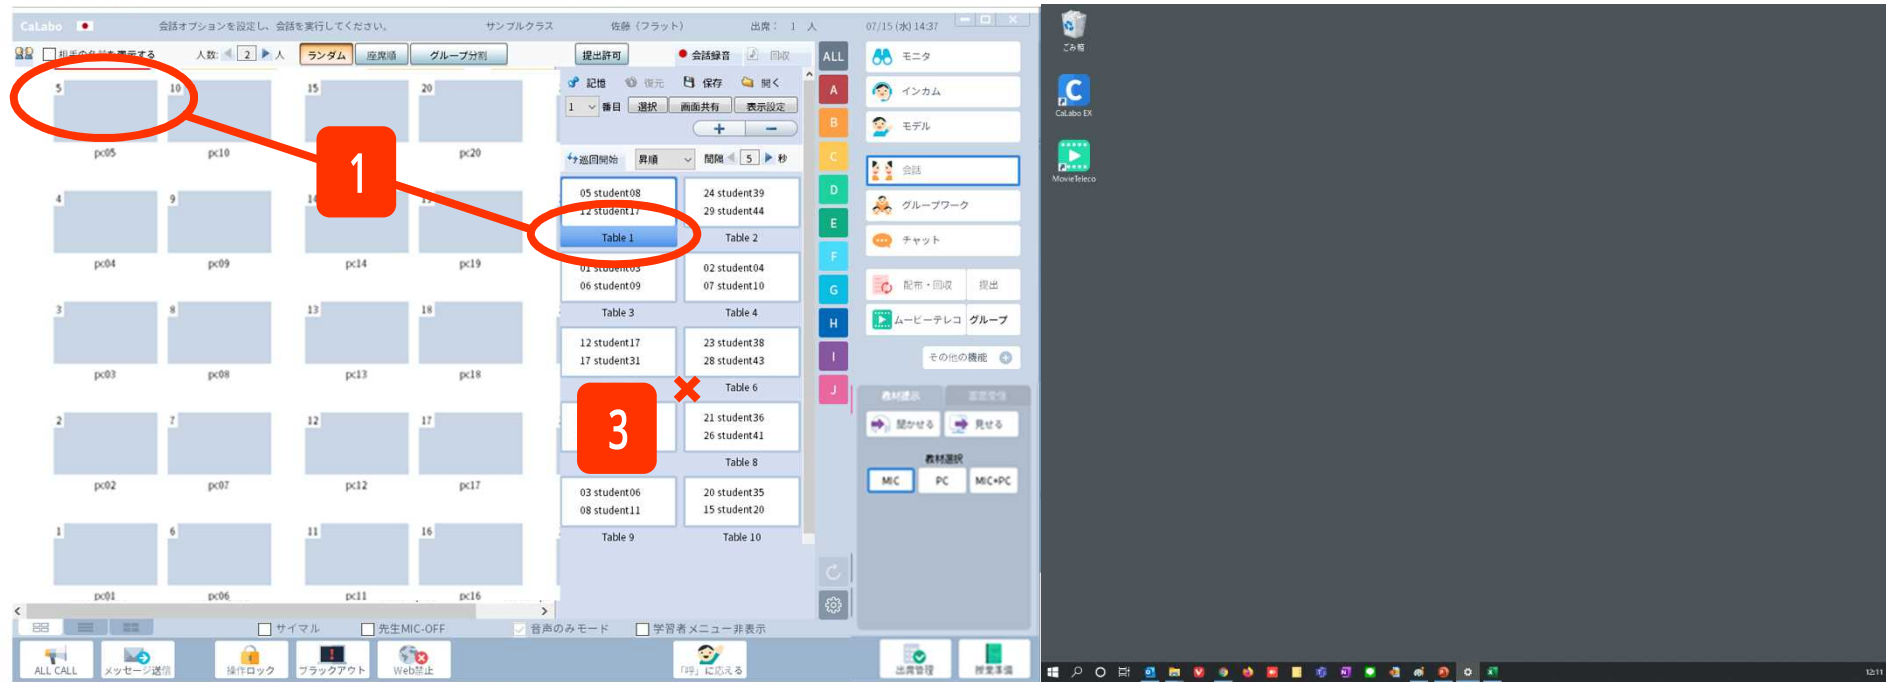 CaLabo
会話オプションを設定し、会話を実行してください。
サンプルクラス
佐藤（フラット）
出席： 1 人
07/15 (水) 14:37
人数: 2 人
ランダム
座席順
グループ分割
提出許可
会話録音
回収
5
10
15
20
pc05
pc10
pc20
4
9
pc04
pc09
pc14
pc19
3
8
13
18
pc03
pc08
pc13
pc18
2
7
12
17
pc02
pc07
pc12
pc17
1
6
11
16
pc01
pc06
pc11
pc16
1
3
記憶
復元
保存
開く
1 番目
選択
画面共有
表示設定
+
−
巡回開始
昇順
間隔 5 秒
05 student08
12 student17
Table 1
24 student39
29 student44
Table 2
01 student03
06 student09
Table 3
02 student04
07 student10
Table 4
12 student17
17 student31
23 student38
28 student43
Table 6
21 student36
26 student41
Table 8
03 student06
08 student11
Table 9
20 student35
15 student20
Table 10
ALL
A
B
C
D
E
F
G
H
I
J
モニタ
インカム
モデル
会話
グループワーク
チャット
配布・回収
提出
ムービーテレコ
グループ
その他の機能
教材提示
聞かせる
見せる
教材選択
MIC
PC
MIC+PC
サイマル
先生MIC-OFF
音声のみモード
学習者メニュー非表示
ALL CALL
メッセージ送信
操作ロック
ブラックアウト
Web禁止
「呼」に応える
出席管理
授業準備
ごみ箱
CaLabo EX
MovieTeleco
12:11